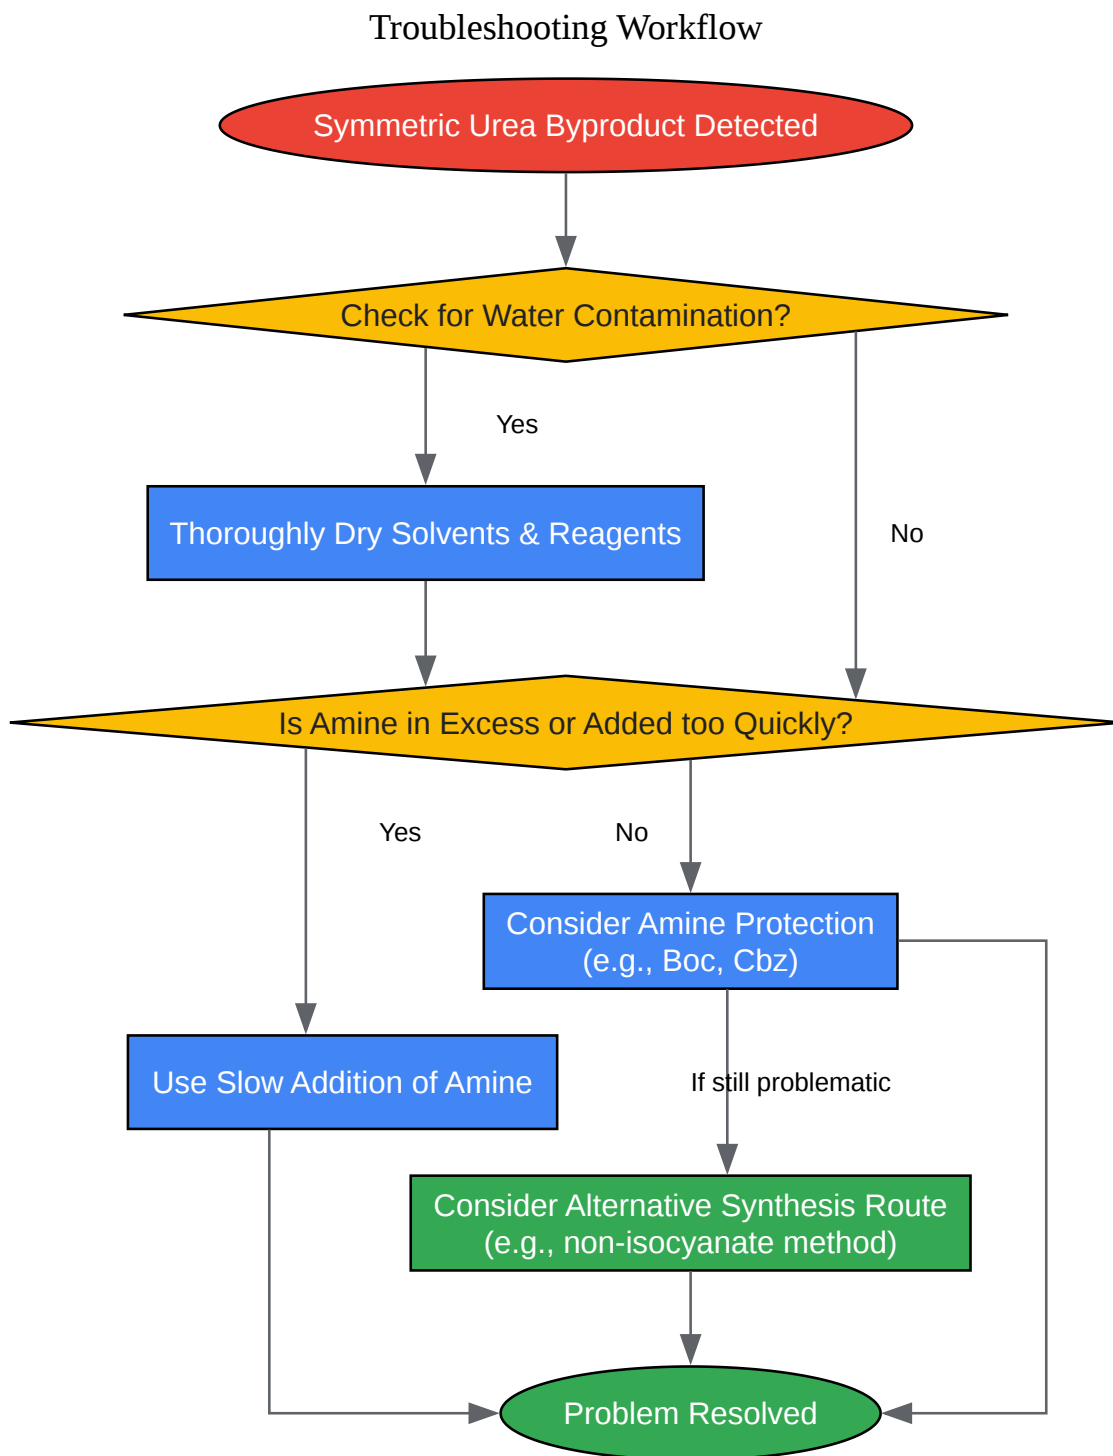 Troubleshooting Workflow
Symmetric Urea Byproduct Detected
Check for Water Contamination?
Yes
Thoroughly Dry Solvents & Reagents
No
Is Amine in Excess or Added too Quickly?
Yes
No
Consider Amine Protection
(e.g., Boc, Cbz)
Use Slow Addition of Amine
If still problematic
Consider Alternative Synthesis Route
(e.g., non-isocyanate method)
Problem Resolved